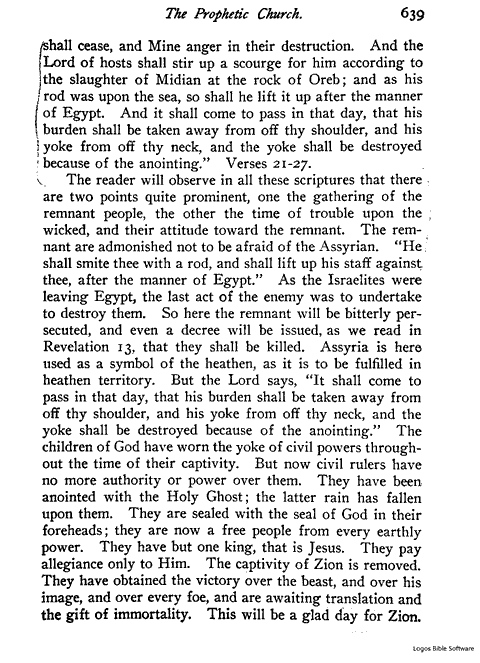 The Prophetic Church. 639
shall cease, and Mine anger in their destruction. And the
Lord of hosts shall stir up a scourge for him according to
the slaughter of Midian at the rock of Oreb; and as his
rod was upon the sea, so shall he lift it up after the manner
of Egypt. And it shall come to pass in that day, that his
burden shall be taken away from off thy shoulder, and his
yoke from off thy neck, and the yoke shall be destroyed
because of the anointing." Verses 21-27.
The reader will observe in all these scriptures that there
are two points quite prominent, one the gathering of the
remnant people, the other the time of trouble upon the
wicked, and their attitude toward the remnant. The rem-
nant are admonished not to be afraid of the Assyrian. "He
shall smite thee with a rod, and shall lift up his staff against
thee, after the manner of Egypt." As the Israelites were
leaving Egypt, the last act of the enemy was to undertake
to destroy them. So here the remnant will be bitterly per-
secuted, and even a decree will be issued, as we read in
Revelation 13, that they shall be killed. Assyria is here
used as a symbol of the heathen, as it is to be fulfilled in
heathen territory. But the Lord says, "It shall come to
pass in that day, that his burden shall be taken away from
off thy shoulder, and his yoke from off thy neck, and the
yoke shall be destroyed because of the anointing." The
children of God have worn the yoke of civil powers through-
out the time of their captivity. But now civil rulers have
no more authority or power over them. They have been
anointed with the Holy Ghost; the latter rain has fallen
upon them. They are sealed with the seal of God in their
foreheads; they are now a free people from every earthly
power. They have but one king, that is Jesus. They pay
allegiance only to Him. The captivity of Zion is removed.
They have obtained the victory over the beast, and over his
image, and over every foe, and are awaiting translation and
the gift of immortality. This will be a glad day for Zion.
Logos Bible Software